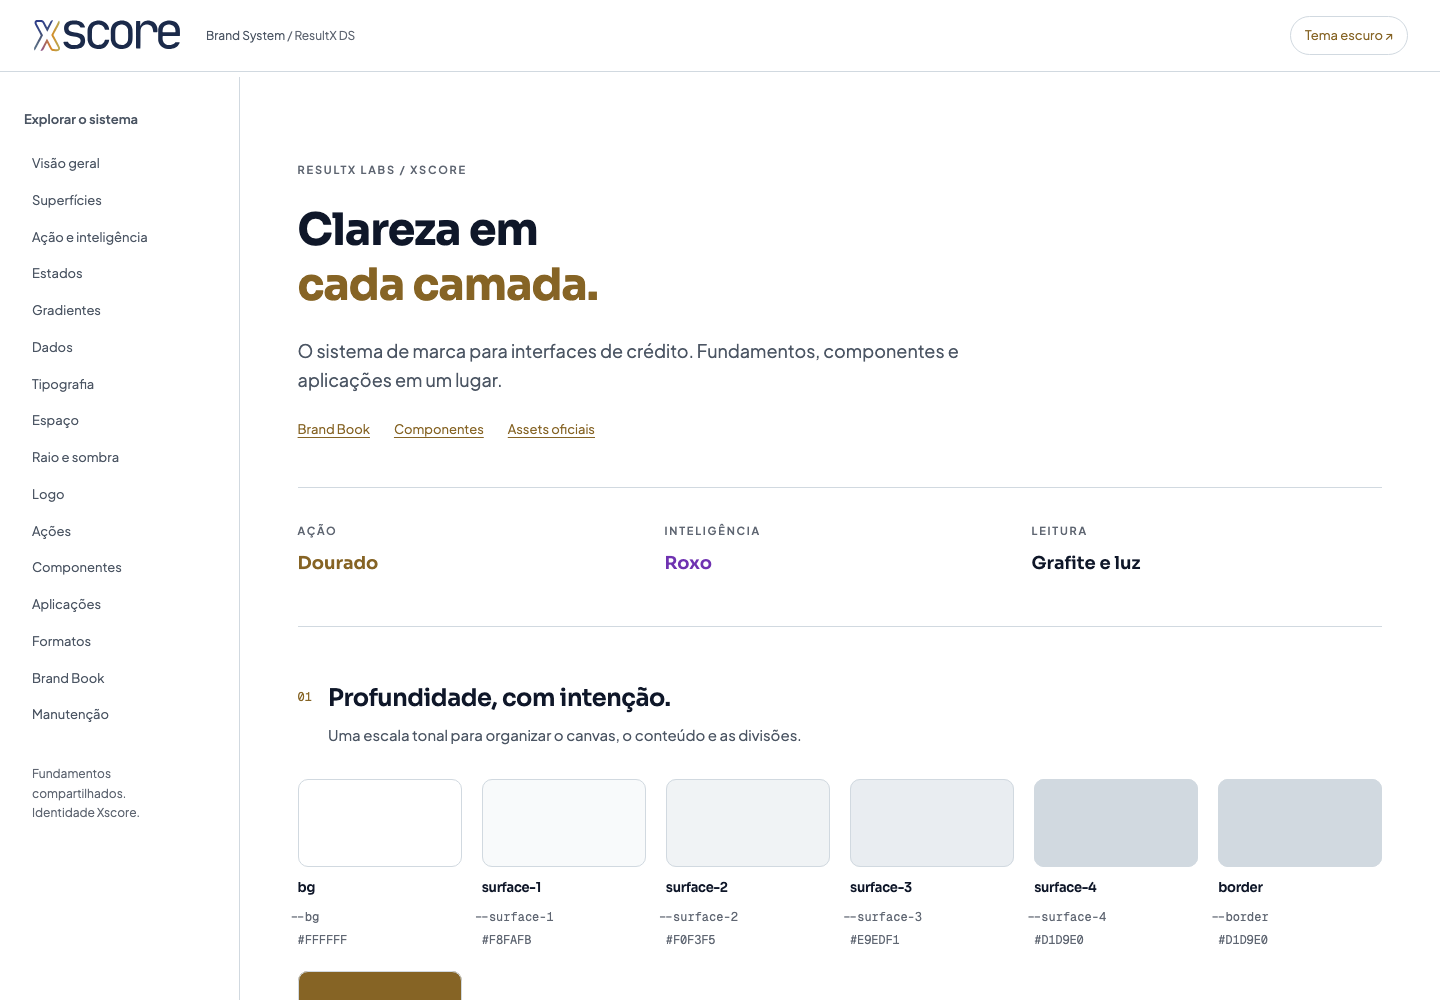 xscore
Brand System / ResultX DS
Tema escuro ↗
Explorar o sistema
Visão geral
Superfícies
Ação e inteligência
Estados
Gradientes
Dados
Tipografia
Espaço
Raio e sombra
Logo
Ações
Componentes
Aplicações
Formatos
Brand Book
Manutenção
Fundamentos
compartilhados.
Identidade Xscore.
RESULTX LABS / XSCORE
Clareza em
cada camada.
O sistema de marca para interfaces de crédito. Fundamentos, componentes e
aplicações em um lugar.
Brand Book Componentes Assets oficiais
AÇÃO
Dourado
INTELIGÊNCIA
Roxo
LEITURA
Grafite e luz
01 Profundidade, com intenção.
Uma escala tonal para organizar o canvas, o conteúdo e as divisões.
bg
--bg
#FFFFFF
surface-1
--surface-1
#F8FAFB
surface-2
--surface-2
#F0F3F5
surface-3
--surface-3
#E9EDF1
surface-4
--surface-4
#D1D9E0
border
--border
#D1D9E0